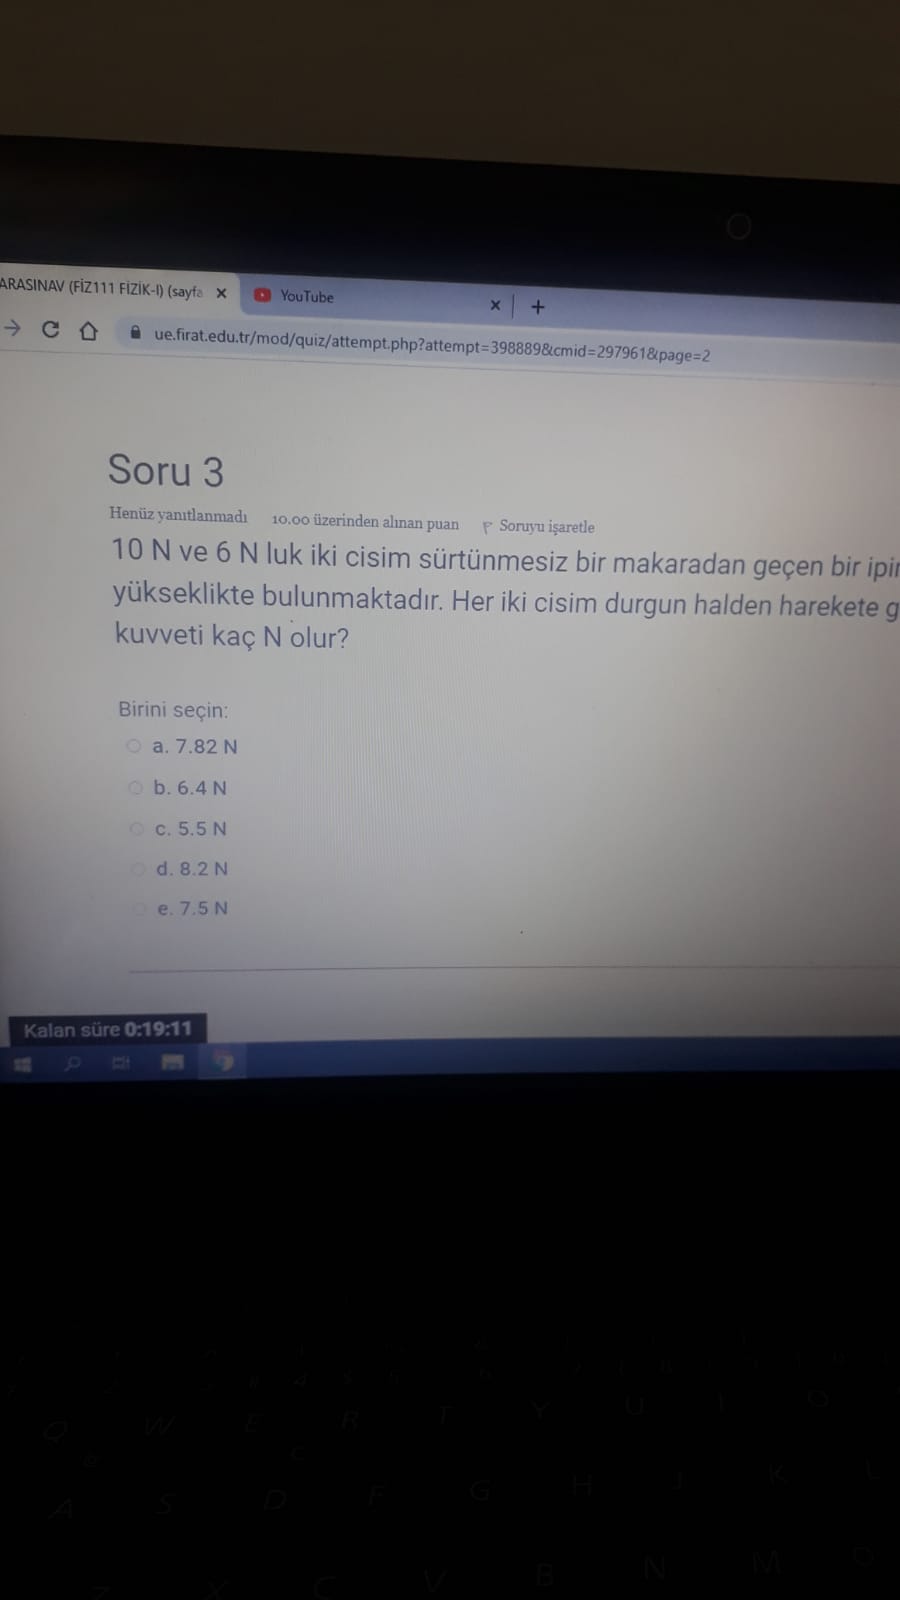 ARASINAV (FİZ111 FİZİK-I) (sayfa
YouTube
ue.firat.edu.tr/mod/quiz/attempt.php?attempt=398889&cmid=297961&page=2
Soru 3
Henüz yanıtlanmadı 10.00 üzerinden alınan puan Soruyu işaretle
10 N ve 6 N luk iki cisim sürtünmesiz bir makaradan geçen bir ipin
yükseklikte bulunmaktadır. Her iki cisim durgun halden harekete g
kuvveti kaç N olur?
Birini seçin:
a. 7.82 N
b. 6.4 N
c. 5.5 N
d. 8.2 N
e. 7.5 N
Kalan süre 0:19:11
Q W E R T Y U I O
A S D F G H J K L
Z X C V B N M O